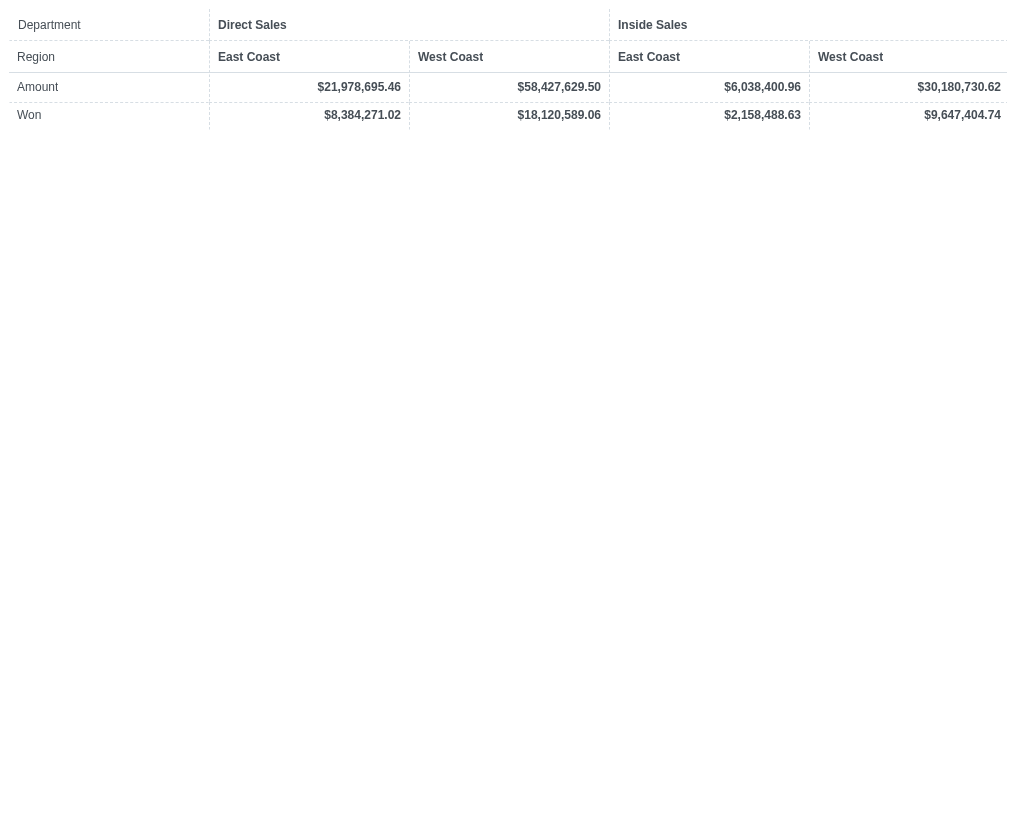 Department Direct Sales Inside Sales
Region East Coast West Coast East Coast West Coast
Amount $21,978,695.46 $58,427,629.50 $6,038,400.96 $30,180,730.62
Won $8,384,271.02 $18,120,589.06 $2,158,488.63 $9,647,404.74